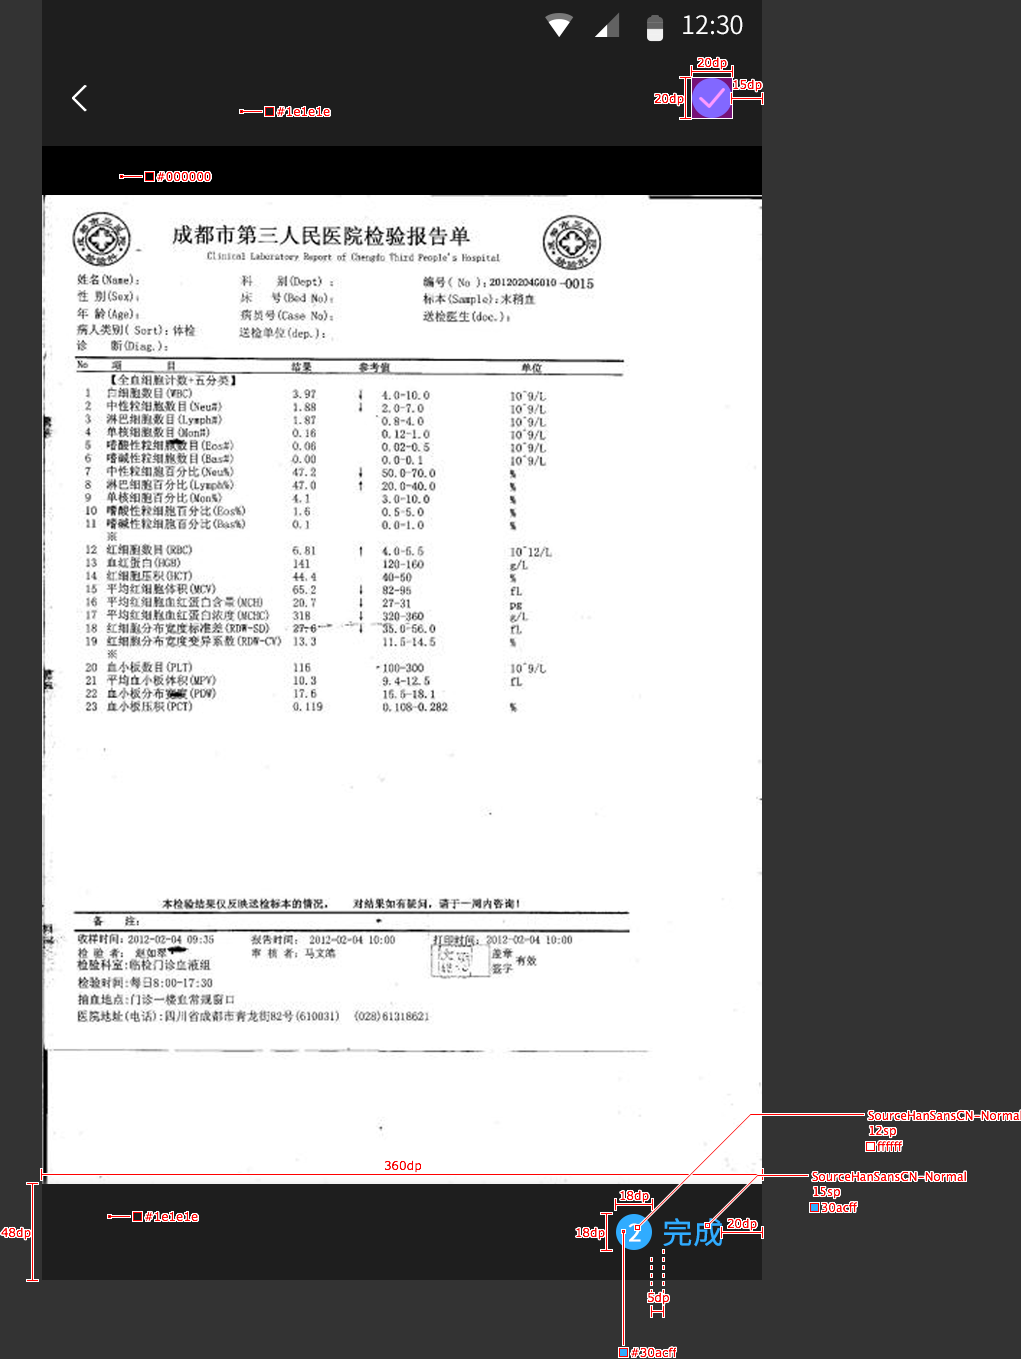 12:30
20dp
20dp
15dp
#1e1e1e
#000000
成都市第三人民医院检验报告单
Clinical Laboratory Report of Chengdu Third People's Hospital
姓名(Name): 科 别(Dept) : 编号( No ):20120204G010 -0015
性 别(Sex): 床 号(Bed No): 标本(Sample):末稍血
年 龄(Age): 病员号(Case No): 送检医生(doc.):
病人类别( Sort):体检 送检单位(dep.):
诊 断(Diag.):
No 项 目 结果 参考值 单位
【全血细胞计数+五分类】
1 白细胞数目(WBC) 3.97 ↓ 4.0-10.0 10^9/L
2 中性粒细胞数目(Neu#) 1.88 ↓ 2.0-7.0 10^9/L
3 淋巴细胞数目(Lymph#) 1.87 0.8-4.0 10^9/L
4 单核细胞数目(Mon#) 0.16 0.12-1.0 10^9/L
5 嗜酸性粒细胞数目(Eos#) 0.06 0.02-0.5 10^9/L
6 嗜碱性粒细胞数目(Bas#) 0.00 0.0-0.1 10^9/L
7 中性粒细胞百分比(Neu%) 47.2 ↓ 50.0-70.0 %
8 淋巴细胞百分比(Lymph%) 47.0 ↑ 20.0-40.0 %
9 单核细胞百分比(Mon%) 4.1 3.0-10.0 %
10 嗜酸性粒细胞百分比(Eos%) 1.6 0.5-5.0 %
11 嗜碱性粒细胞百分比(Bas%) 0.1 0.0-1.0 %
※
12 红细胞数目(RBC) 6.81 ↑ 4.0-5.5 10^12/L
13 血红蛋白(HGB) 141 120-160 g/L
14 红细胞压积(HCT) 44.4 40-50 %
15 平均红细胞体积(MCV) 65.2 ↓ 82-95 fL
16 平均红细胞血红蛋白含量(MCH) 20.7 ↓ 27-31 pg
17 平均红细胞血红蛋白浓度(MCHC) 318 ↓ 320-360 g/L
18 红细胞分布宽度标准差(RDW-SD) 27.6 ↓ 35.0-56.0 fL
19 红细胞分布宽度变异系数(RDW-CV) 13.3 11.5-14.5 %
※
20 血小板数目(PLT) 116 100-300 10^9/L
21 平均血小板体积(MPV) 10.3 9.4-12.5 fL
22 血小板分布宽度(PDW) 17.6 15.5-18.1
23 血小板压积(PCT) 0.119 0.108-0.282 %
本检验结果仅反映送检标本的情况, 对结果如有疑问,请于一周内咨询!
备 注:
收样时间:2012-02-04 09:35 报告时间: 2012-02-04 10:00 打印时间:2012-02-04 10:00
检 验 者: 赵如翠 审 核 者:马文皓 盖章
签字 有效
检验科室:临检门诊血液组
检验时间:每日8:00-17:30
抽血地点:门诊一楼血常规窗口
医院地址(电话):四川省成都市青龙街82号(610031) (028)61318621
SourceHanSansCN-Normal
12sp
ffffff
360dp
SourceHanSansCN-Normal
15sp
30acff
#1e1e1e
18dp
48dp
18dp
2 完成
20dp
5dp
#30acff